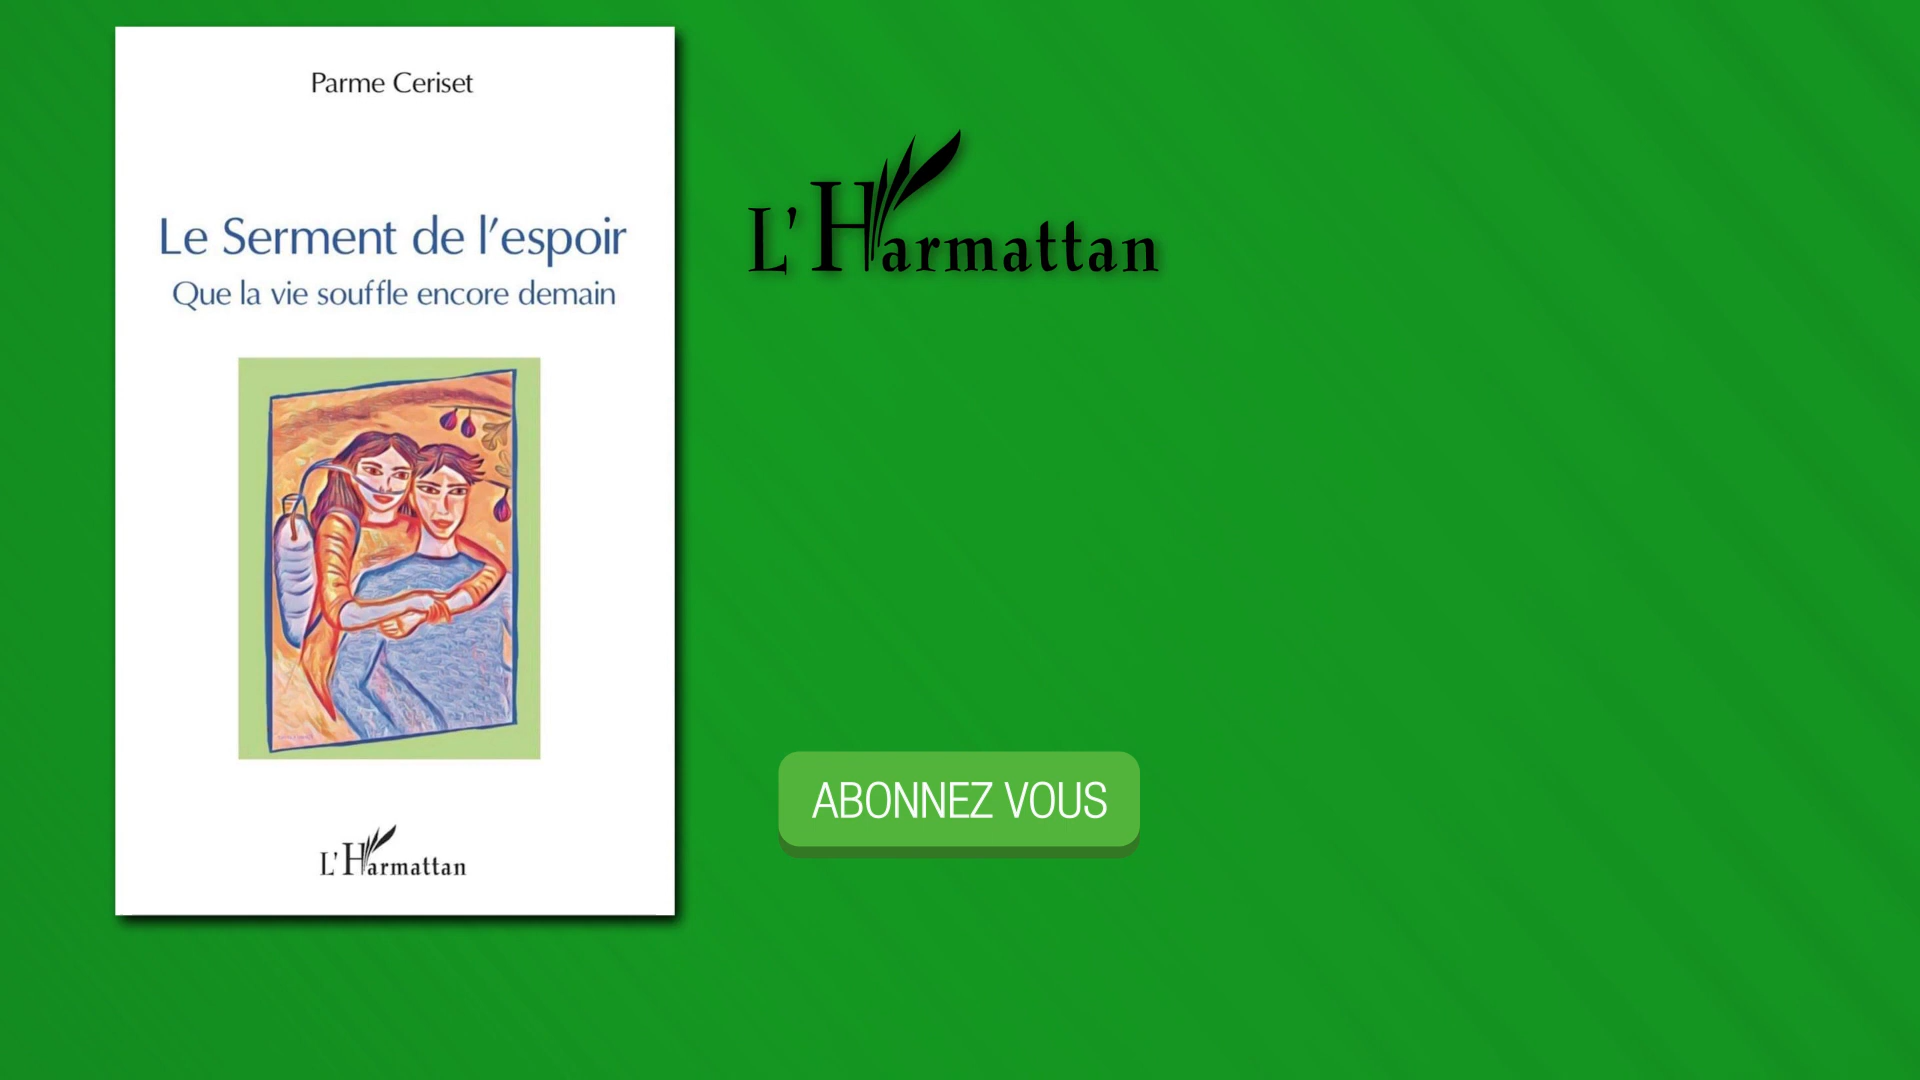 Parme Ceriset
Le Serment de l'espoir
Que la vie souffle encore demain
L'Harmattan
L'Harmattan
ABONNEZ VOUS